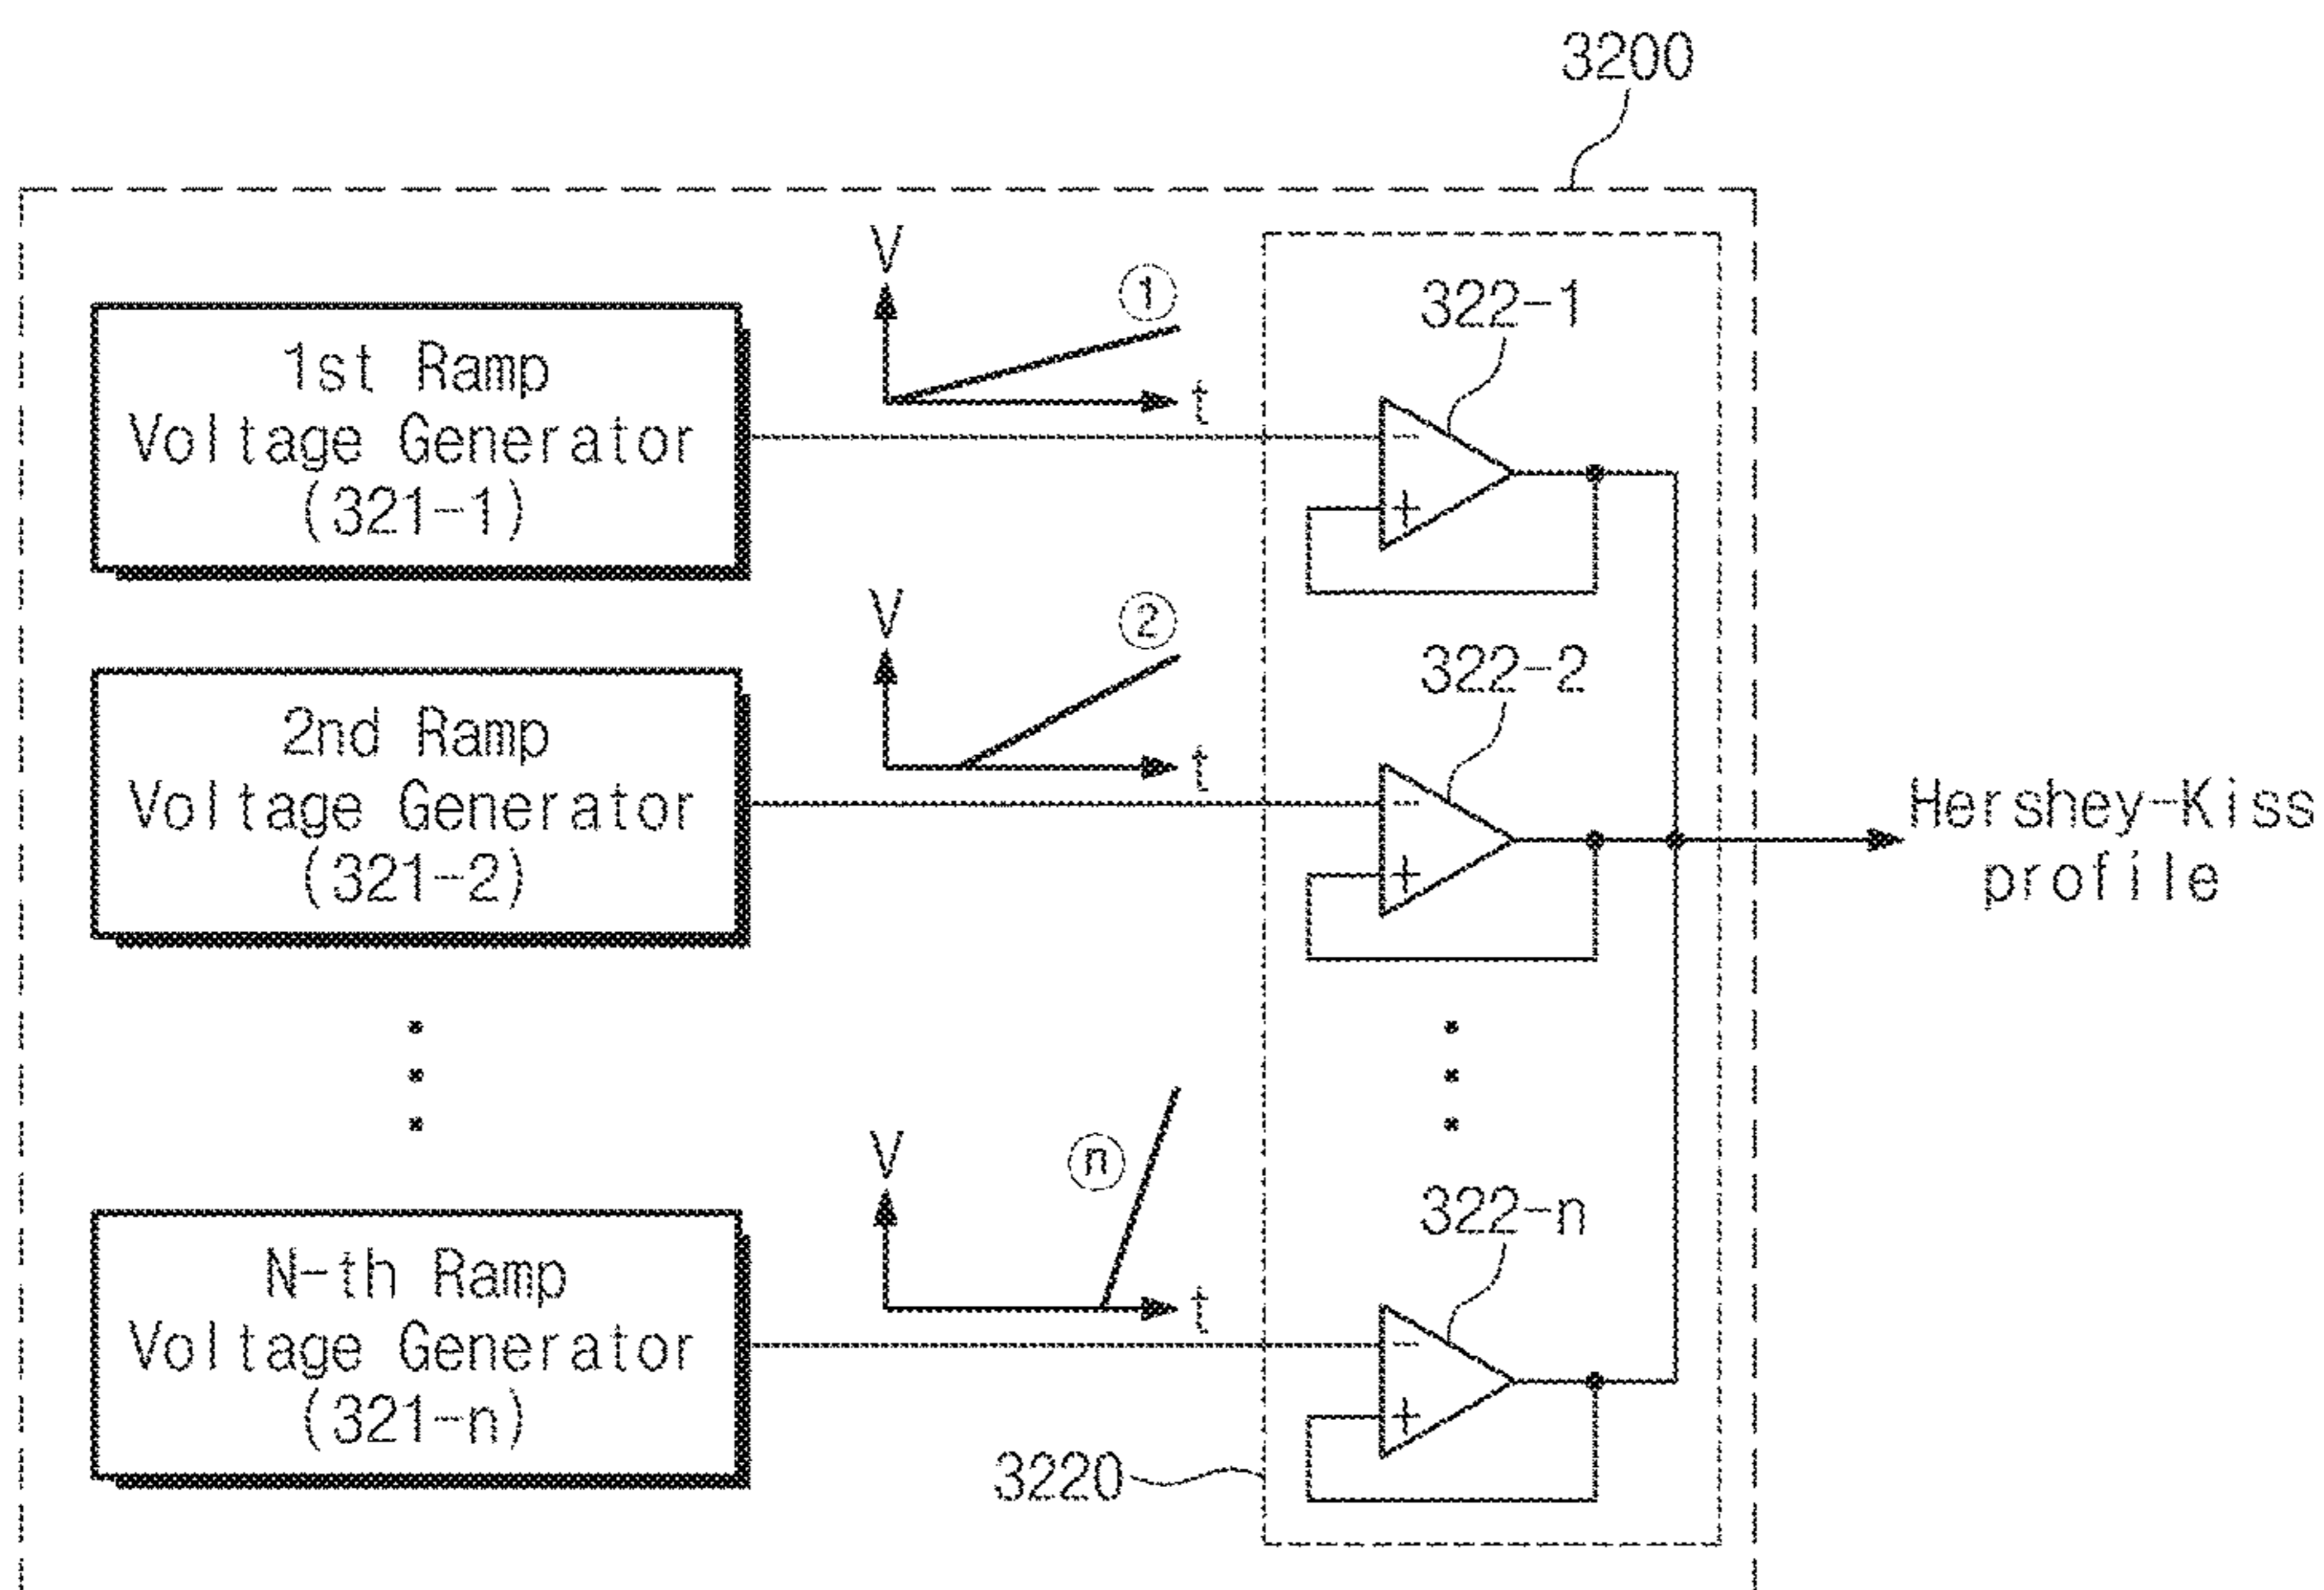 3200
V
①
t
322-1
1st Ramp
Voltage Generator
(321-1)
-
+
V
②
t
322-2
2nd Ramp
Voltage Generator
(321-2)
-
+
Hershey-Kiss
profile
V
ⓝ
t
322-n
N-th Ramp
Voltage Generator
(321-n)
-
+
3220